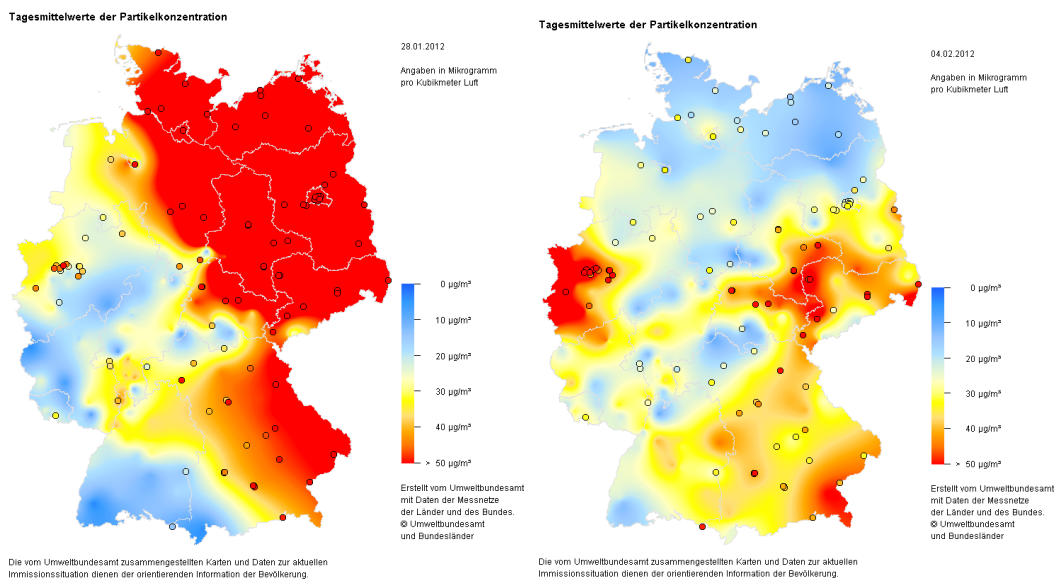 Tagesmittelwerte der Partikelkonzentration
28.01.2012
Angaben in Mikrogramm
pro Kubikmeter Luft
0 µg/m³
10 µg/m³
20 µg/m³
30 µg/m³
40 µg/m³
> 50 µg/m³
Erstellt vom Umweltbundesamt
mit Daten der Messnetze
der Länder und des Bundes.
© Umweltbundesamt
und Bundesländer
Die vom Umweltbundesamt zusammengestellten Karten und Daten zur aktuellen
Immissionssituation dienen der orientierenden Information der Bevölkerung.
Tagesmittelwerte der Partikelkonzentration
04.02.2012
Angaben in Mikrogramm
pro Kubikmeter Luft
0 µg/m³
10 µg/m³
20 µg/m³
30 µg/m³
40 µg/m³
> 50 µg/m³
Erstellt vom Umweltbundesamt
mit Daten der Messnetze
der Länder und des Bundes.
© Umweltbundesamt
und Bundesländer
Die vom Umweltbundesamt zusammengestellten Karten und Daten zur aktuellen
Immissionssituation dienen der orientierenden Information der Bevölkerung.